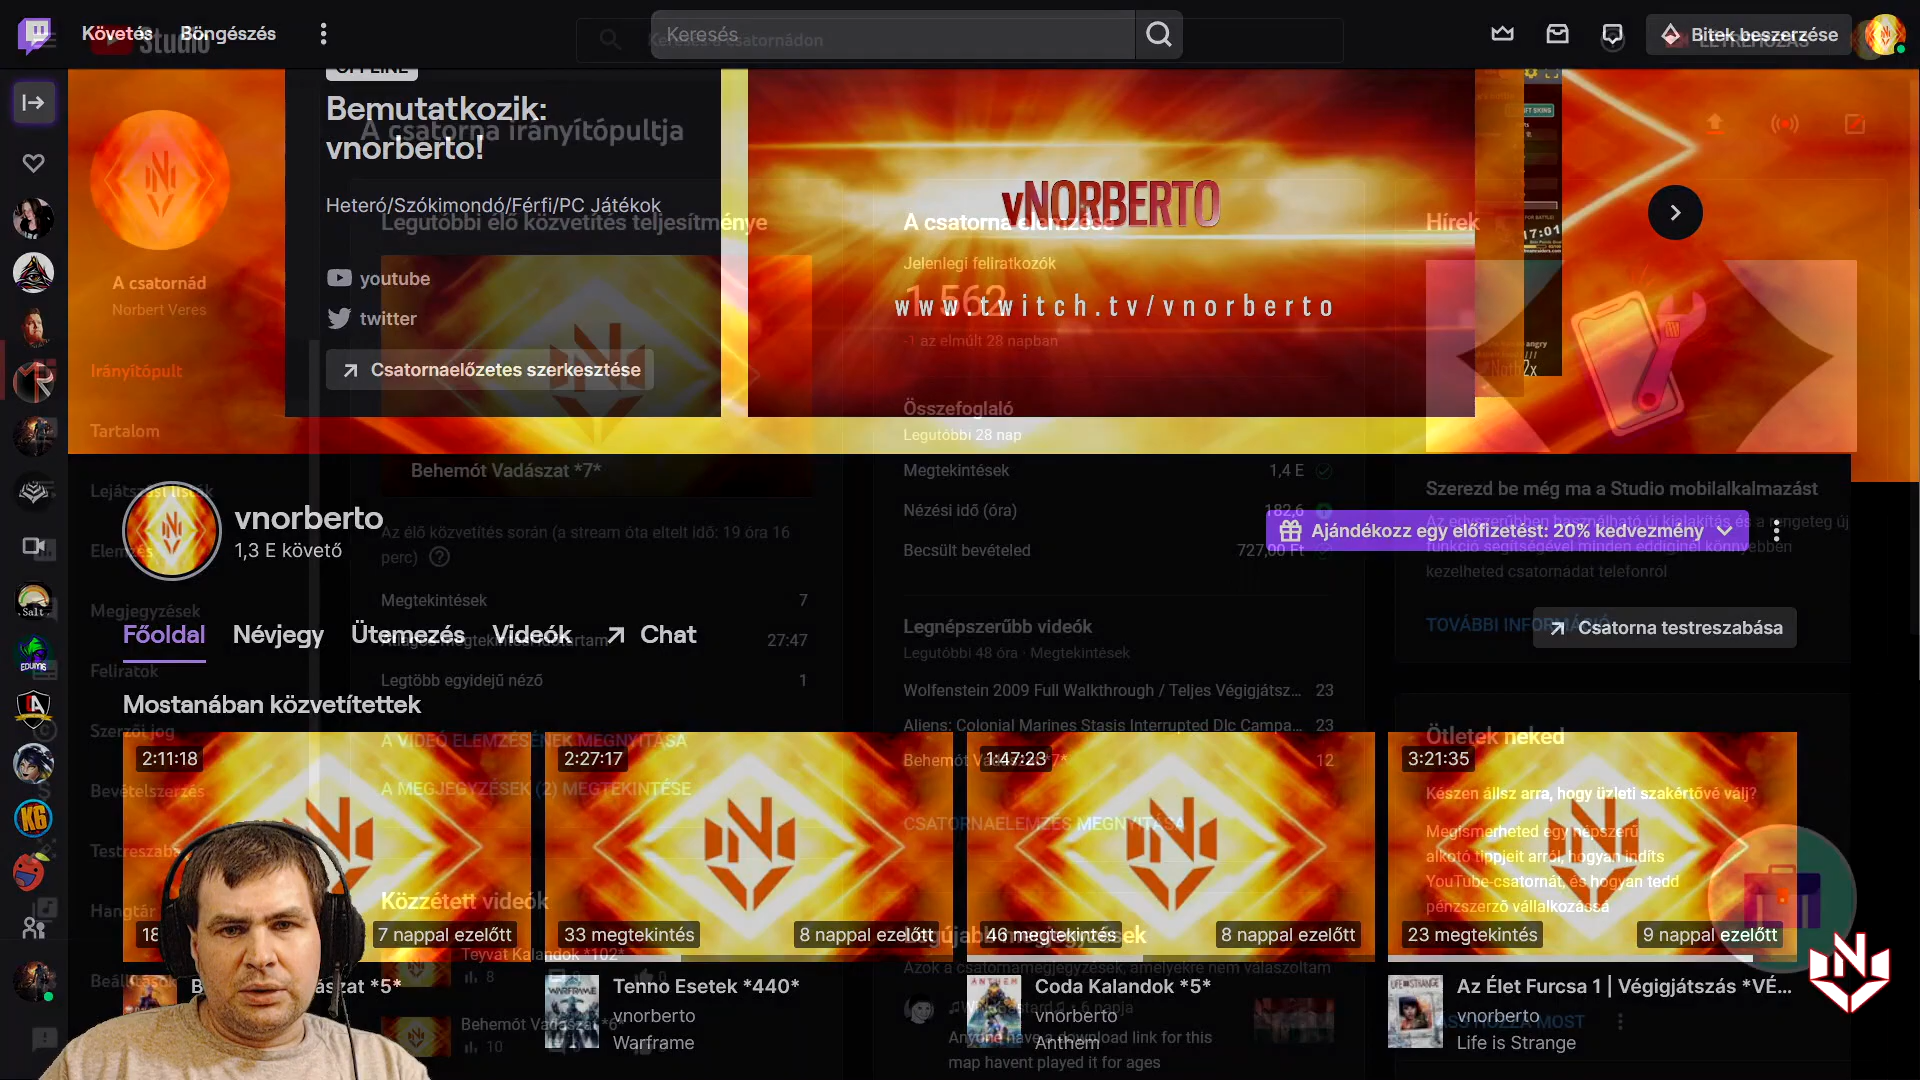 Követés
Böngészés
Studio
Keresés
Keresés a csatornádon
Bitek beszerzése
LÉTREHOZÁS
OFFLINE
Bemutatkozik:
vnorberto!
A csatorna irányítópultja
Heteró/Szókimondó/Férfi/PC Játékok
Legutóbbi élő közvetítés teljesítménye
youtube
twitter
Csatornaelőzetes szerkesztése
vNORBERTO
www.twitch.tv/vnorberto
A csatorna elemzése
Jelenlegi feliratkozók
1 562
-1 az elmúlt 28 napban
Összefoglaló
Legutóbbi 28 nap
Megtekintések 1,4 E
Nézési idő (óra) 182,6
Becsült bevételed 727,00 Ft
Hírek
17:01
A csatornád
Norbert Veres
Irányítópult
Tartalom
Lejátszási listák
Elemzés
Megjegyzések
Feliratok
Szerzői jog
Bevételszerzés
Testreszabás
Hangtár
Behemót Vadászat *7*
vnorberto
1,3 E követő
Az élő közvetítés során (a stream óta eltelt idő: 19 óra 16
perc)
Megtekintések 7
27:47
Legtöbb egyidejű néző 1
Szerezd be még ma a Studio mobilalkalmazást
Ajándékozz egy előfizetést: 20% kedvezmény
funkció segítségével minden eddiginél könnyebben
kezelheted csatornádat telefonról
TOVÁBBI INFORMÁCIÓ
Csatorna testreszabása
Főoldal
Névjegy
Ütemezés
Videók
Chat
Legnépszerűbb videók
Legutóbbi 48 óra · Megtekintések
Wolfenstein 2009 Full Walkthrough / Teljes Végigjátsz... 23
Aliens: Colonial Marines Stasis Interrupted Dlc Campa... 23
Behemót Vadászat *7* 12
CSATORNAELEMZÉS MEGNYITÁSA
Mostanában közvetítettek
A VIDEÓ ELEMZÉSÉNEK MEGNYITÁSA
A MEGJEGYZÉSEK (2) MEGTEKINTÉSE
Közzétett videók
Ötletek neked
Készen állsz arra, hogy üzleti szakértővé válj?
Megismerheted egy népszerű
alkotó tippjeit arról, hogyan indíts
YouTube-csatornát, és hogyan tedd
pénzszerző vállalkozássá
2:11:18
2:27:17
1:47:23
3:21:35
18
7 nappal ezelőtt
33 megtekintés
8 nappal ezelőtt
46 megtekintés
8 nappal ezelőtt
23 megtekintés
9 nappal ezelőtt
Legújabb megjegyzések
Azok a csatornamegjegyzések, amelyekre nem válaszoltam
Teyvat Kalandok *102*
8
0
Behemót Vadászat *6*
10
szat *5*
Tenno Esetek *440*
vnorberto
Warframe
Coda Kalandok *5*
vnorberto
Anthem
Anyone have a download link for this
map havent played it for ages
Az Élet Furcsa 1 | Végigjátszás *VÉ...
vnorberto
Life is Strange
Salt
EDUMS
K6